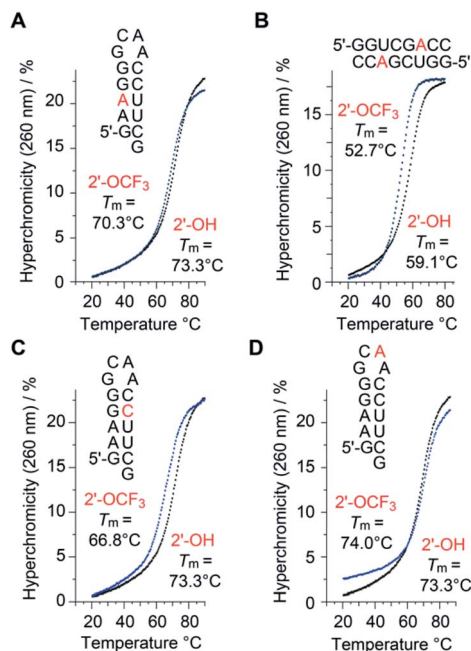 A
C A
G A
G C
G C
A U
A U
5'-G C
G
Hyperchromicity (260 nm) / %
20
15
10
5
0
2'-OCF3
Tm =
70.3°C
2'-OH
Tm =
73.3°C
20 40 60 80
Temperature °C
B
5'-GGUCGACC
CCAGCUGG-5'
Hyperchromicity (260 nm) / %
15
10
5
0
2'-OCF3
Tm =
52.7°C
2'-OH
Tm =
59.1°C
20 40 60 80
Temperature °C
C
C A
G A
G C
G C
A U
A U
5'-G C
G
Hyperchromicity (260 nm) / %
20
15
10
5
0
2'-OCF3
Tm =
66.8°C
2'-OH
Tm =
73.3°C
20 40 60 80
Temperature °C
D
C A
G A
G C
G C
A U
A U
5'-G C
G
Hyperchromicity (260 nm) / %
20
15
10
5
0
2'-OCF3
Tm =
74.0°C
2'-OH
Tm =
73.3°C
20 40 60 80
Temperature °C